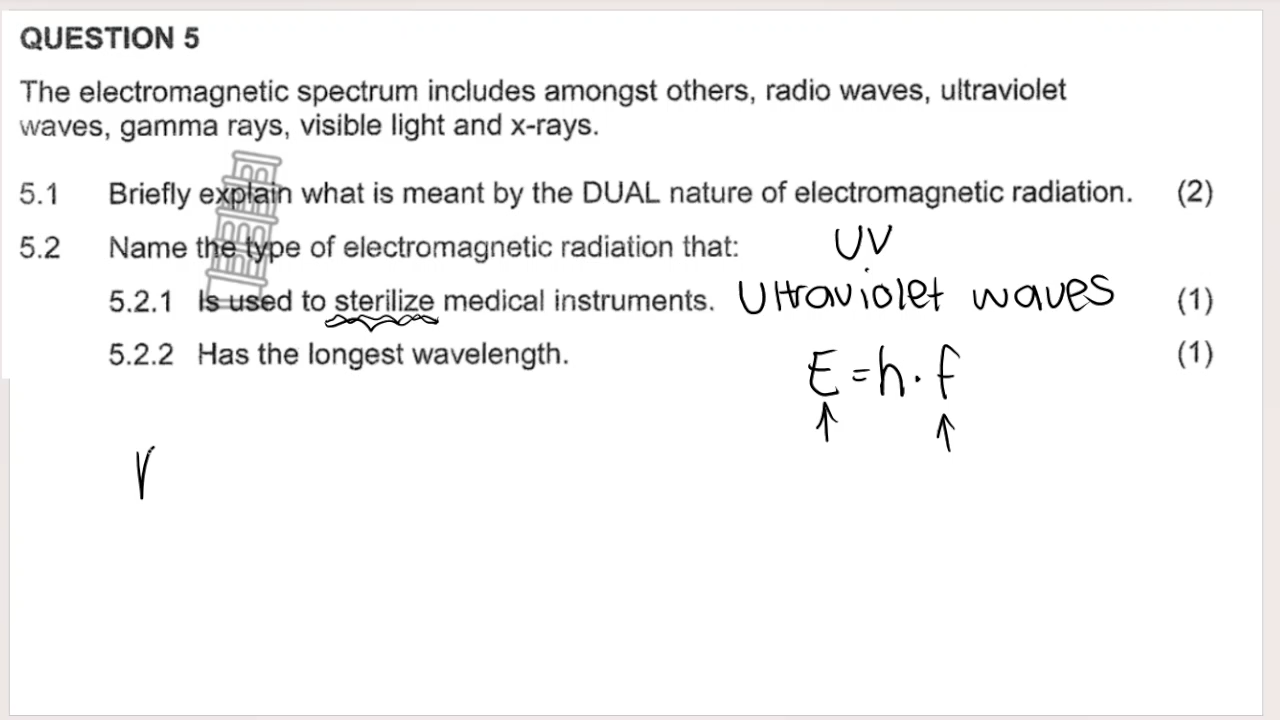 QUESTION 5
The electromagnetic spectrum includes amongst others, radio waves, ultraviolet
waves, gamma rays, visible light and x-rays.
5.1 Briefly explain what is meant by the DUAL nature of electromagnetic radiation. (2)
5.2 Name the type of electromagnetic radiation that: UV
5.2.1 Is used to sterilize medical instruments. Ultraviolet waves (1)
5.2.2 Has the longest wavelength. (1)
E = h · f